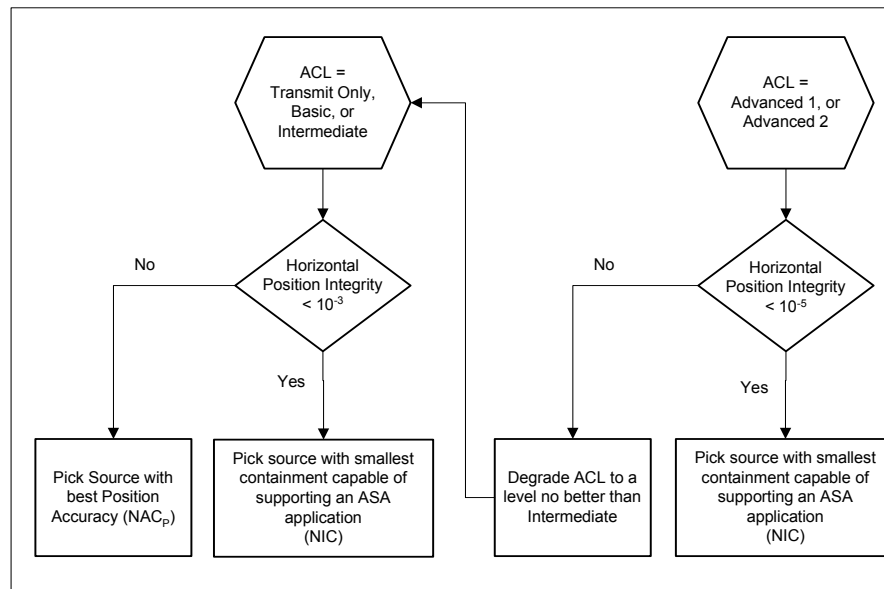 ACL =
Transmit Only,
Basic, or
Intermediate
ACL =
Advanced 1, or
Advanced 2
No
Horizontal
Position Integrity
< 10⁻³
Yes
No
Horizontal
Position Integrity
< 10⁻⁵
Yes
Pick Source with
best Position
Accuracy (NACₚ)
Pick source with smallest
containment capable of
supporting an ASA
application
(NIC)
Degrade ACL to a
level no better than
Intermediate
Pick source with smallest
containment capable of
supporting an ASA
application
(NIC)